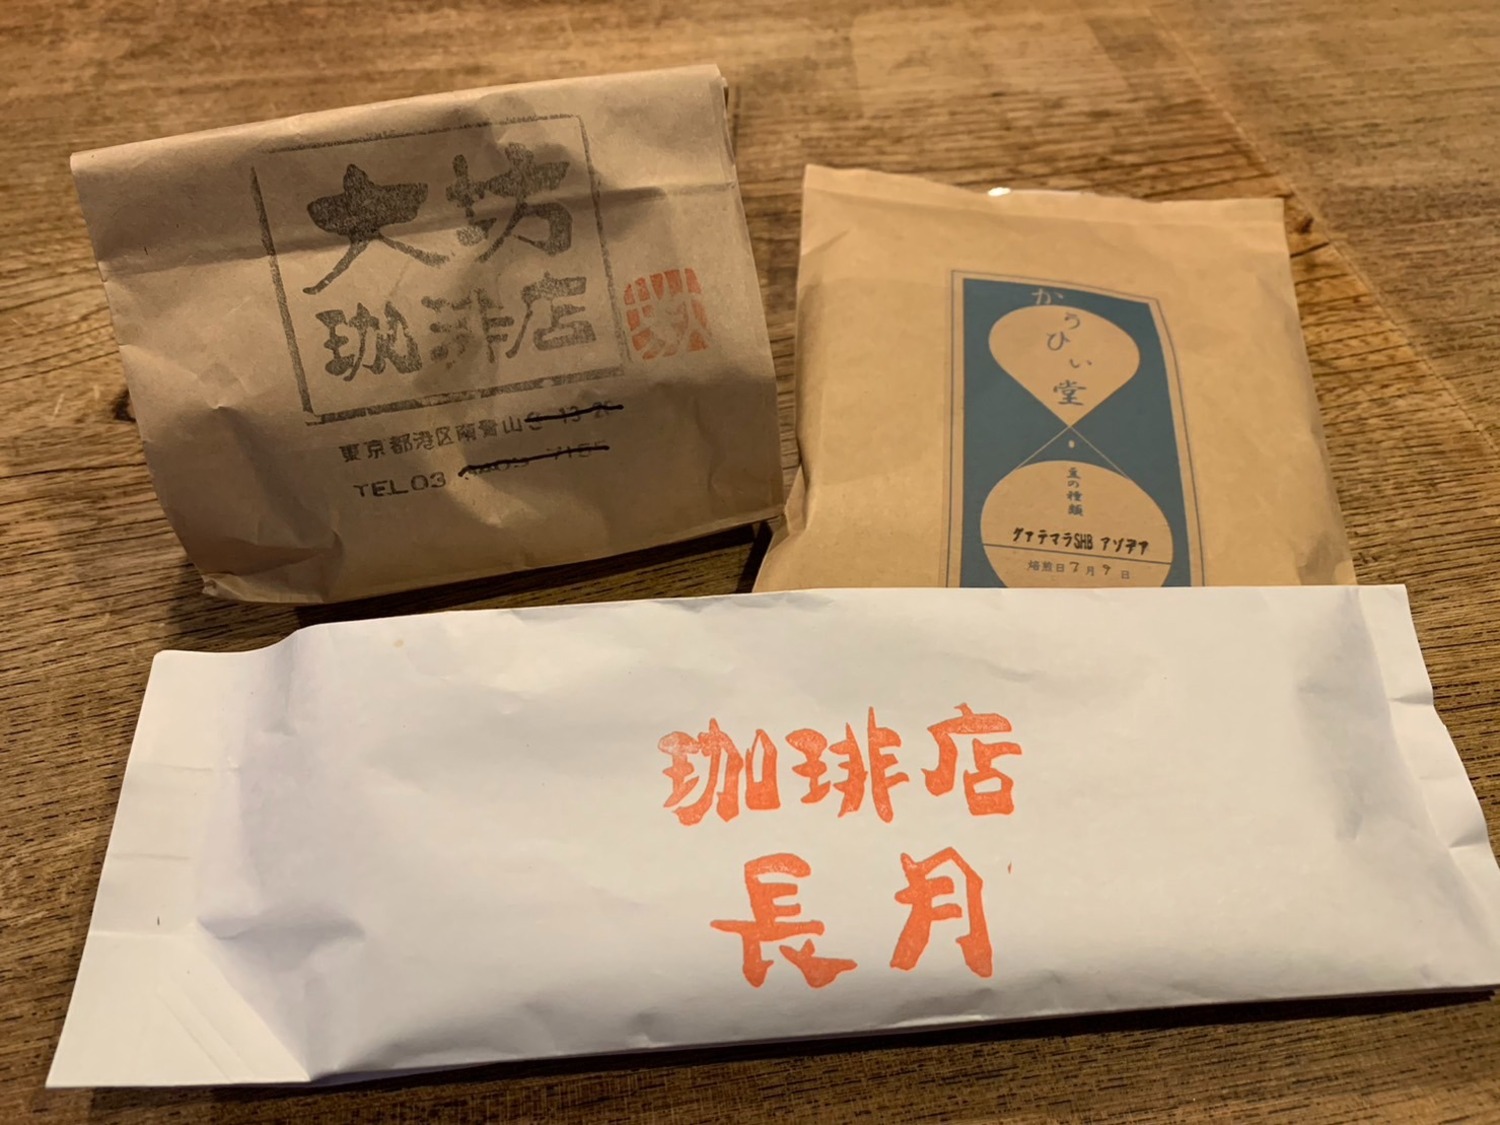 大坊
珈琲店
東京都港区南青山
TEL 03
かうひい堂
豆の種類
グァテマラSHB アゾテア
焙煎日 7月9日
珈琲店
長月